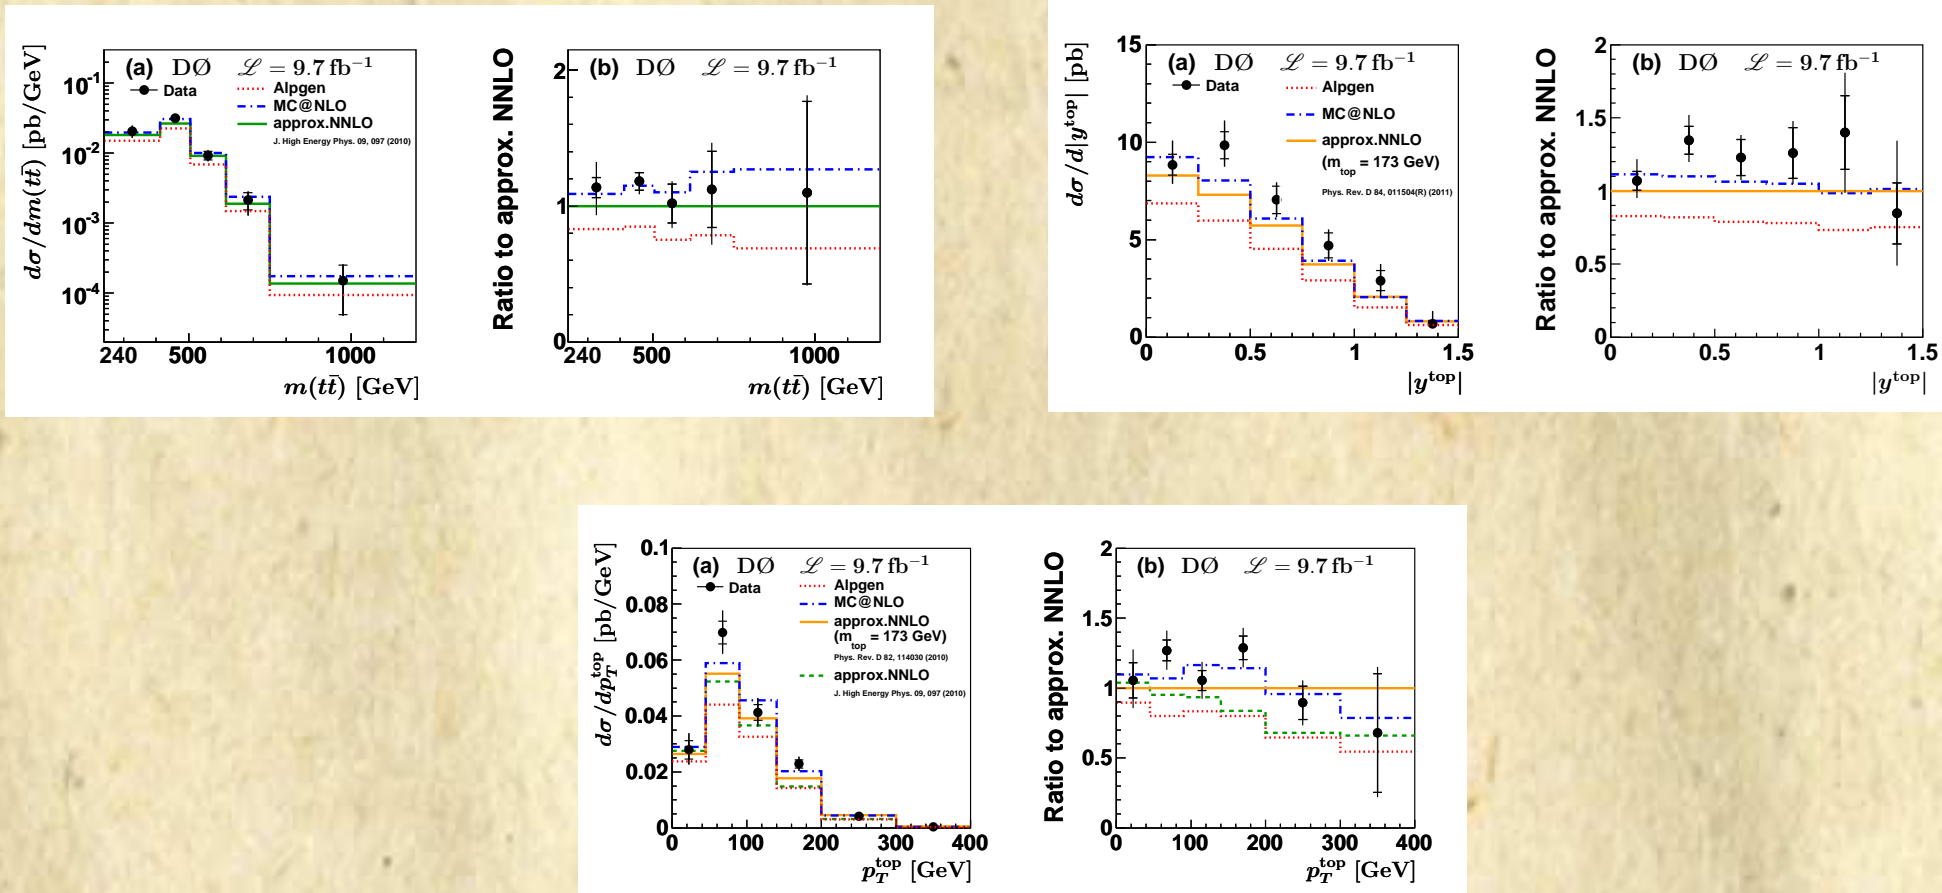 (a) DØ ℒ = 9.7 fb⁻¹
Data
Alpgen
MC@NLO
approx.NNLO
J. High Energy Phys. 09, 097 (2010)
dσ/dm(tt̄) [pb/GeV]
10⁻¹
10⁻²
10⁻³
10⁻⁴
240 500 1000
m(tt̄) [GeV]
(b) DØ ℒ = 9.7 fb⁻¹
Ratio to approx. NNLO
2
1
0
240 500 1000
m(tt̄) [GeV]
(a) DØ ℒ = 9.7 fb⁻¹
Data
Alpgen
MC@NLO
approx.NNLO
(m_top = 173 GeV)
Phys. Rev. D 84, 011504(R) (2011)
dσ/d|y^top| [pb]
15
10
5
0
0 0.5 1 1.5
|y^top|
(b) DØ ℒ = 9.7 fb⁻¹
Ratio to approx. NNLO
2
1.5
1
0.5
0
0 0.5 1 1.5
|y^top|
(a) DØ ℒ = 9.7 fb⁻¹
Data
Alpgen
MC@NLO
approx.NNLO
(m_top = 173 GeV)
Phys. Rev. D 82, 114030 (2010)
approx.NNLO
J. High Energy Phys. 09, 097 (2010)
dσ/dp_T^top [pb/GeV]
0.1
0.08
0.06
0.04
0.02
0
0 100 200 300 400
p_T^top [GeV]
(b) DØ ℒ = 9.7 fb⁻¹
Ratio to approx. NNLO
2
1.5
1
0.5
0
0 100 200 300 400
p_T^top [GeV]